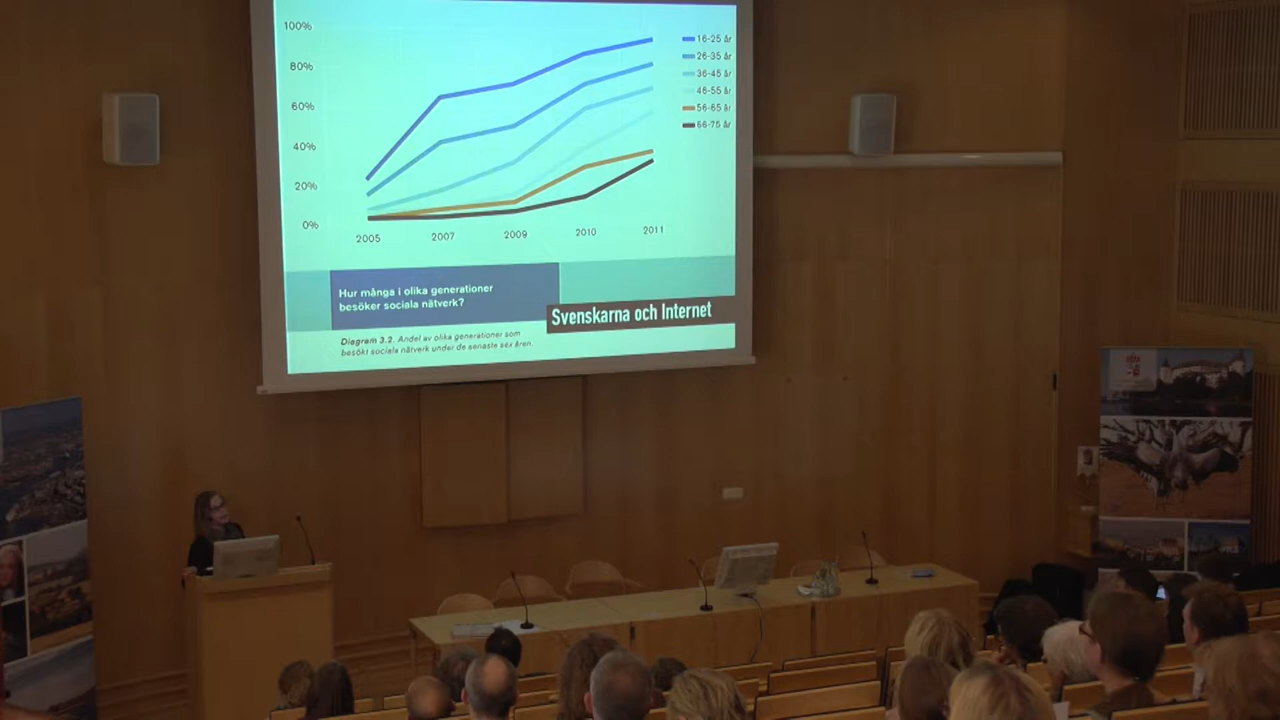 100%
80%
60%
40%
20%
0%
2005 2007 2009 2010 2011
16-25 år
26-35 år
36-45 år
46-55 år
56-65 år
66-75 år
Hur många i olika generationer
besöker sociala nätverk?
Svenskarna och Internet
Diagram 3.2. Andel av olika generationer som
besökt sociala nätverk under de senaste sex åren.